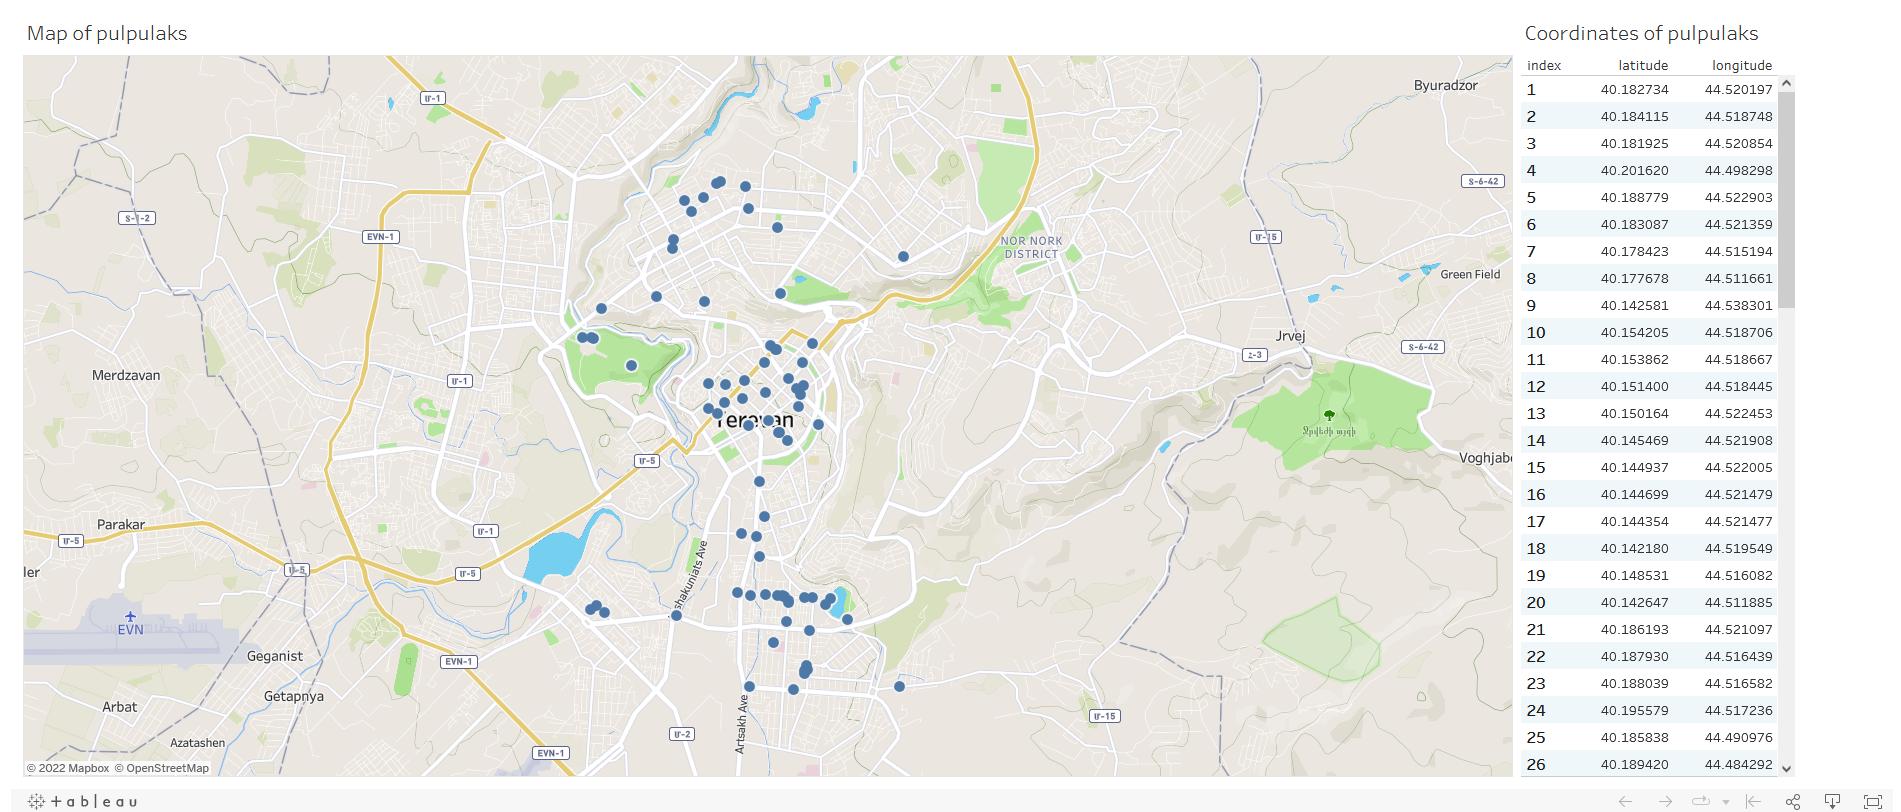 Map of pulpulaks
Coordinates of pulpulaks
index latitude longitude
1 40.182734 44.520197
2 40.184115 44.518748
3 40.181925 44.520854
4 40.201620 44.498298
5 40.188779 44.522903
6 40.183087 44.521359
7 40.178423 44.515194
8 40.177678 44.511661
9 40.142581 44.538301
10 40.154205 44.518706
11 40.153862 44.518667
12 40.151400 44.518445
13 40.150164 44.522453
14 40.145469 44.521908
15 40.144937 44.522005
16 40.144699 44.521479
17 40.144354 44.521477
18 40.142180 44.519549
19 40.148531 44.516082
20 40.142647 44.511885
21 40.186193 44.521097
22 40.187930 44.516439
23 40.188039 44.516582
24 40.195579 44.517236
25 40.185838 44.490976
26 40.189420 44.484292
Byuradzor
Մ-1
Տ-6-42
Տ-1-2
EVN-1
NOR NORK
DISTRICT
Մ-15
Green Field
Jrvej
Տ-6-42
Հ-3
Merdzavan
Մ-1
Yerevan
Ջրվեժի այգի
Voghjabe
Մ-5
Parakar
Մ-1
Մ-5
ler
Մ-5
Մ-5
shakuniats Ave
EVN
Geganist
EVN-1
Getapnya
Arbat
Artsakh Ave
Մ-15
Մ-2
Azatashen
EVN-1
© 2022 Mapbox © OpenStreetMap
+ableau